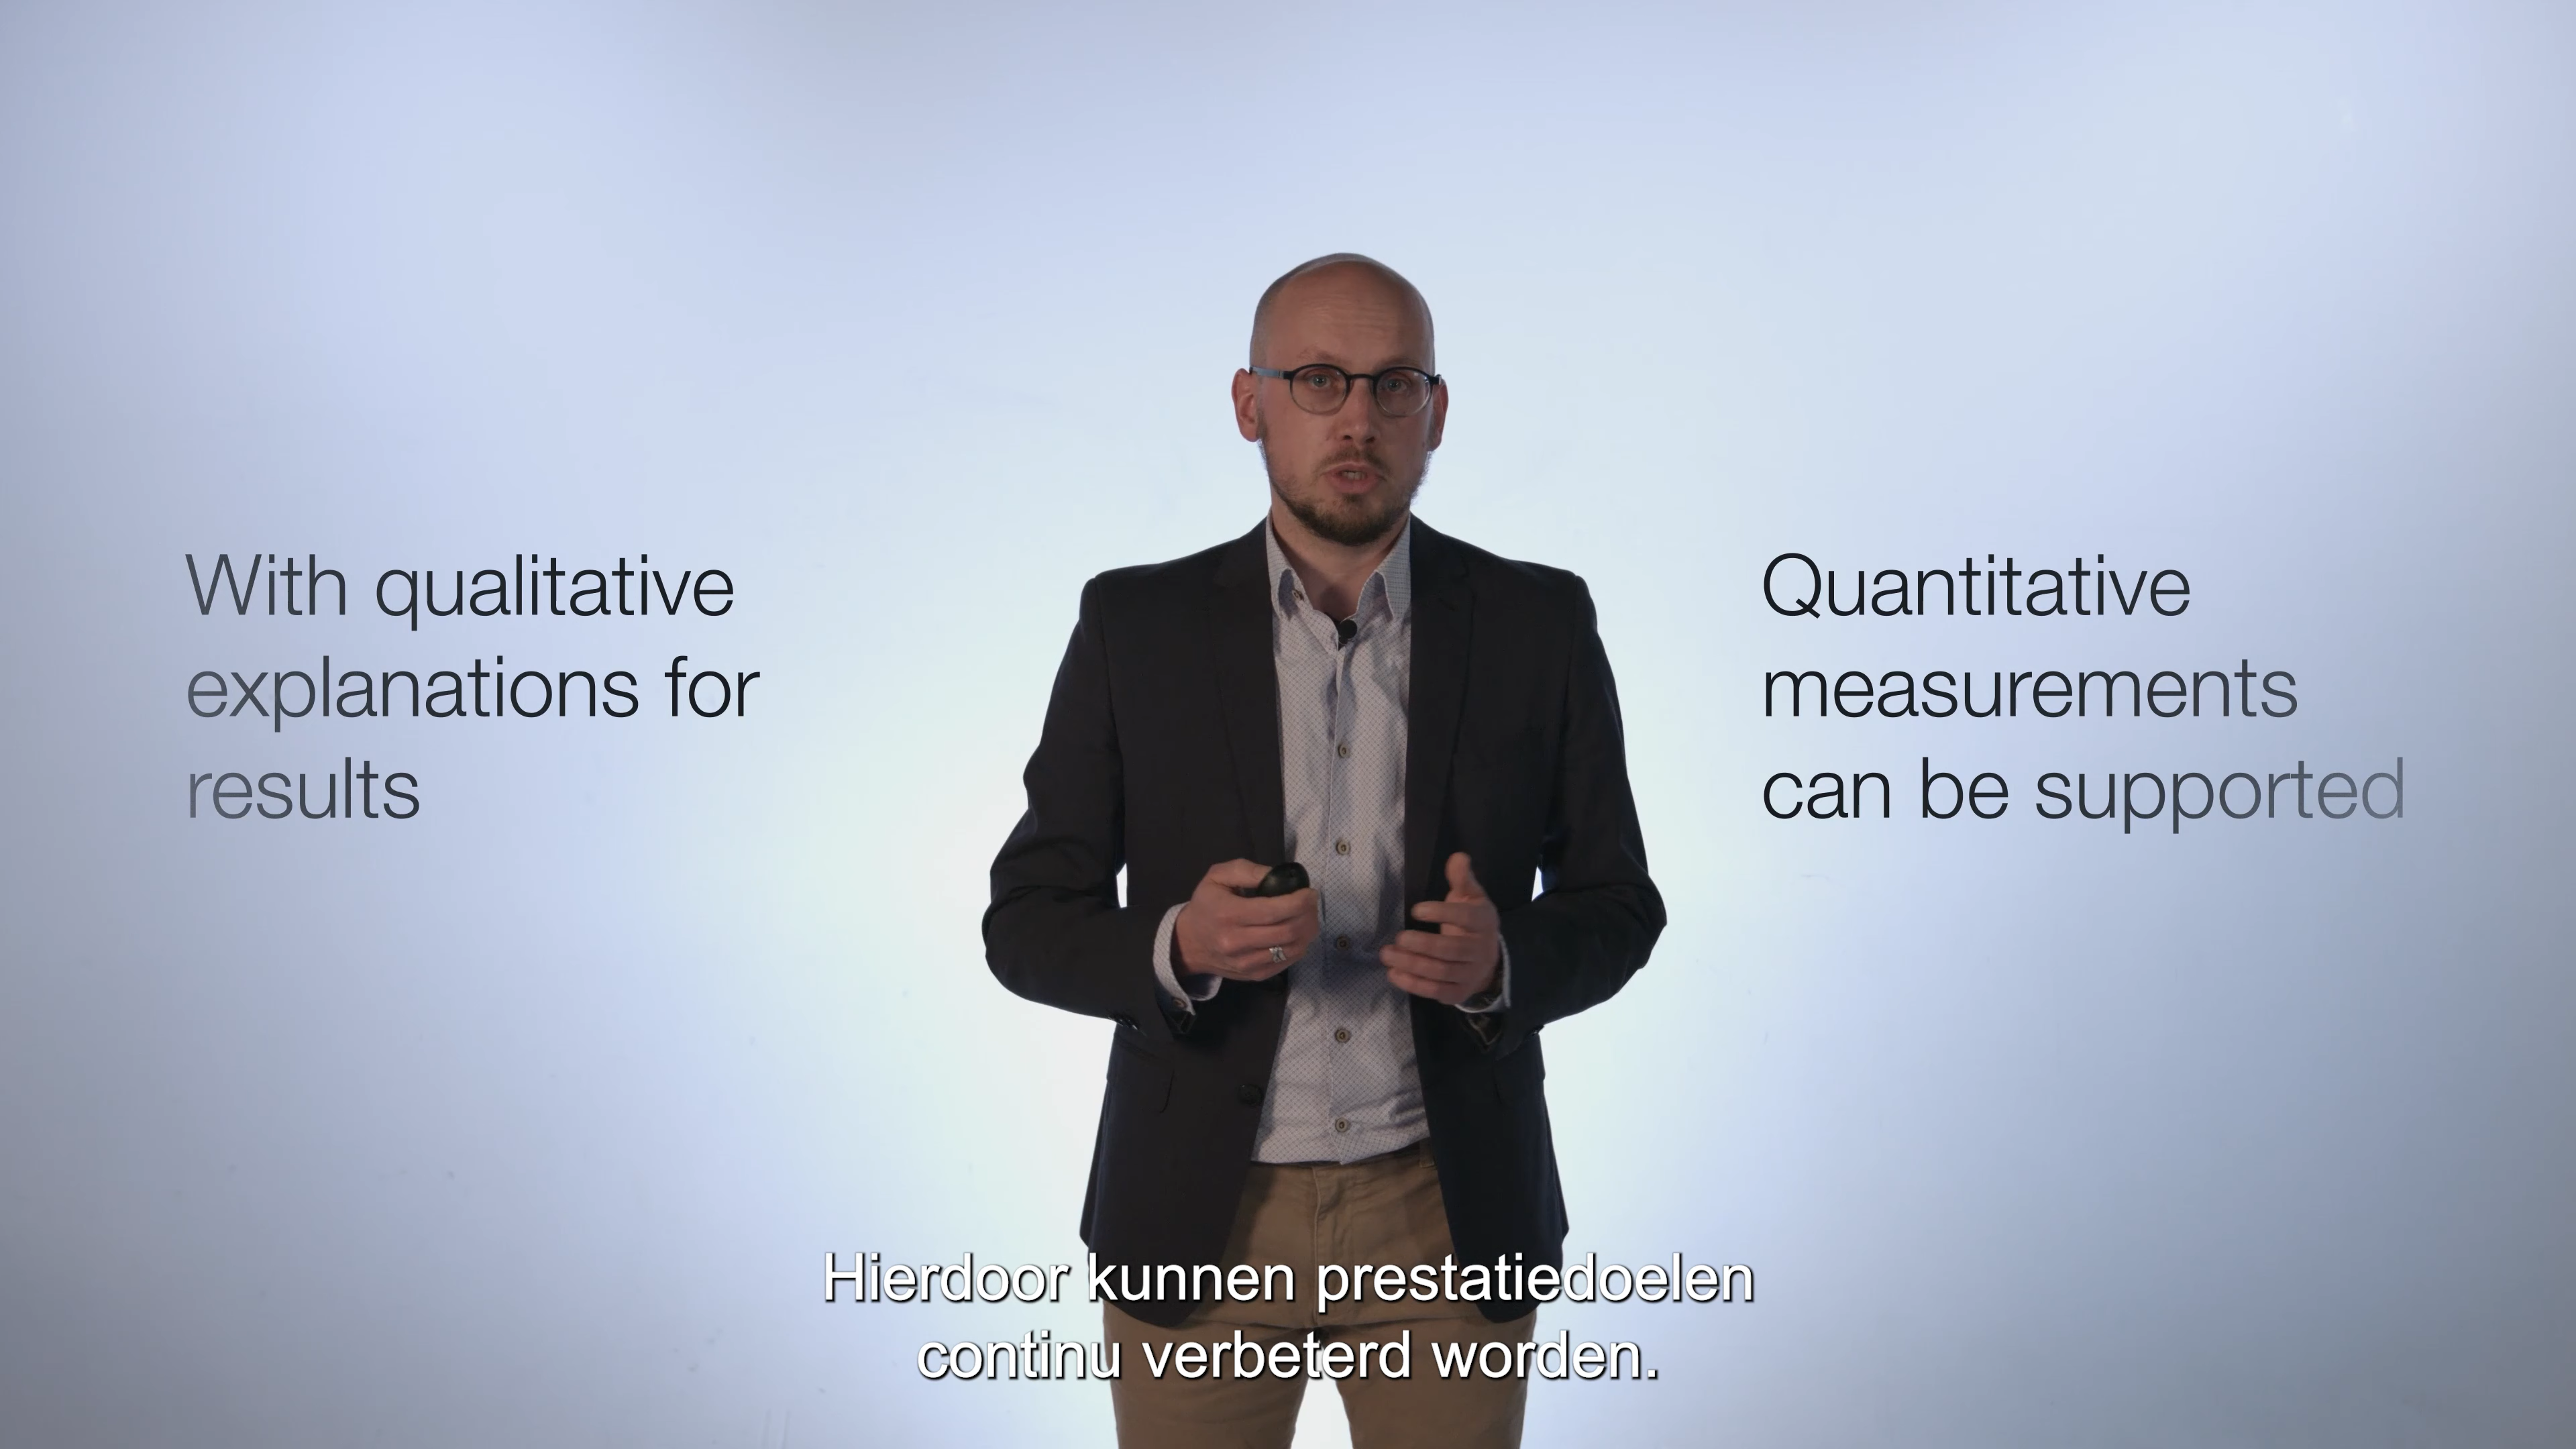 With qualitative
explanations for
results
Quantitative
measurements
can be supported
Hierdoor kunnen prestatiedoelen
continu verbeterd worden.